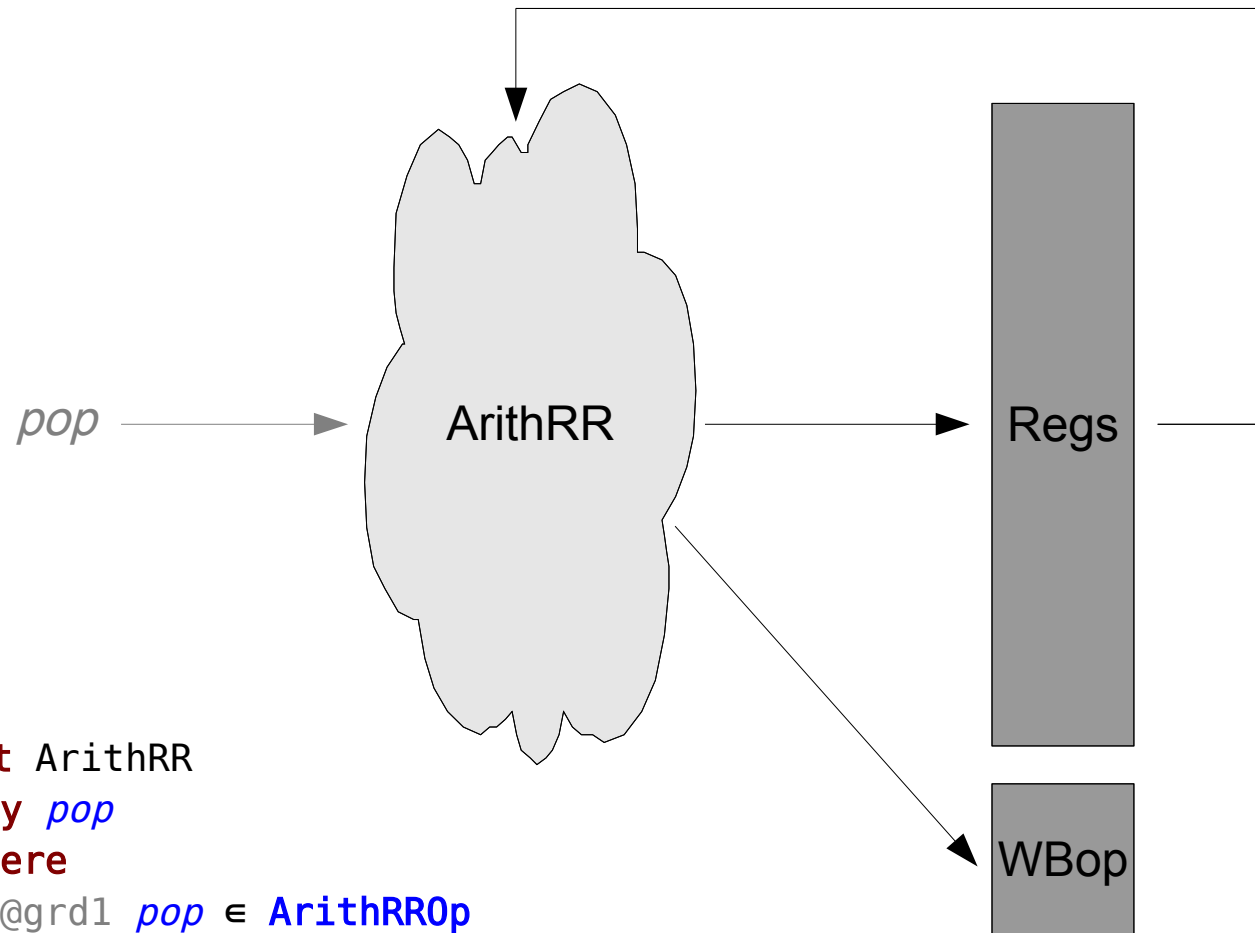 pop
ArithRR
Regs
t ArithRR
y pop
ere
WBop
@grd1 pop ∈ ArithRROp